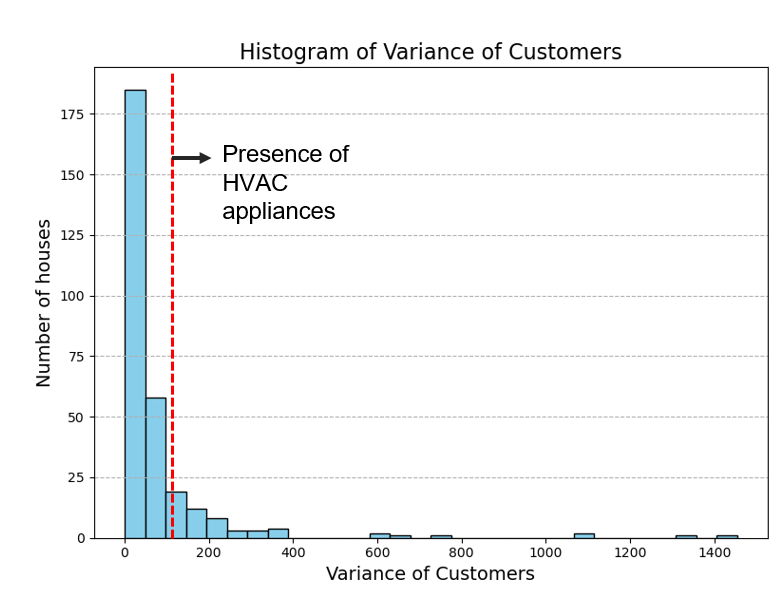 Histogram of Variance of Customers
175
150
125
100
75
50
25
0
Number of houses
Presence of
HVAC
appliances
0 200 400 600 800 1000 1200 1400
Variance of Customers